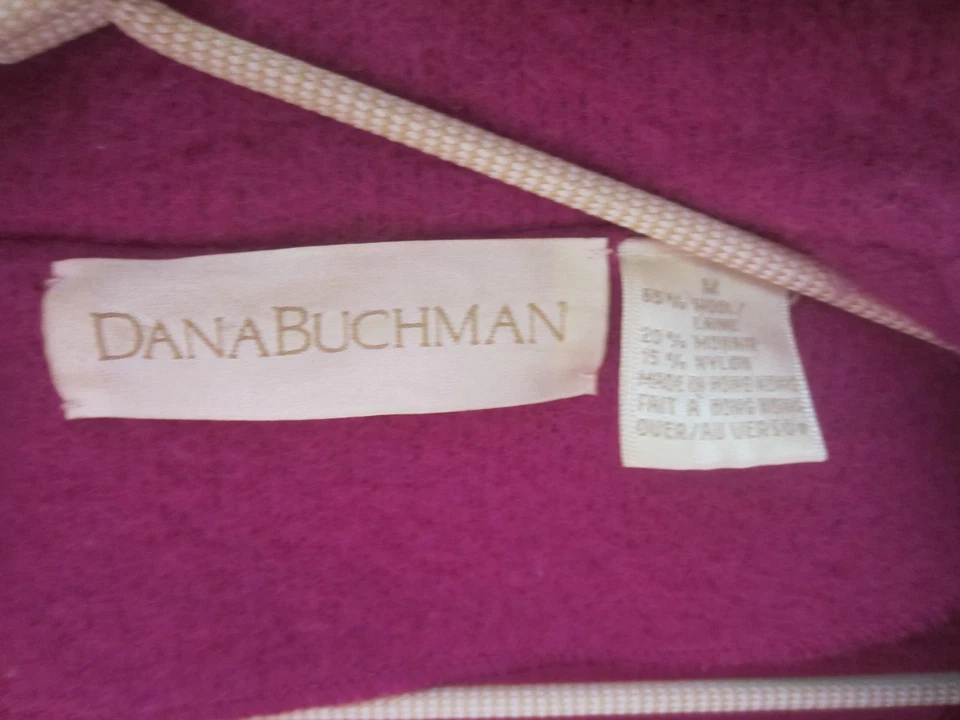 DANABUCHMAN
M
65% WOOL/
LAINE
20% MOHAIR
15% NYLON
MADE IN HONG KONG
FAIT À HONG KONG
OVER/AU VERSO